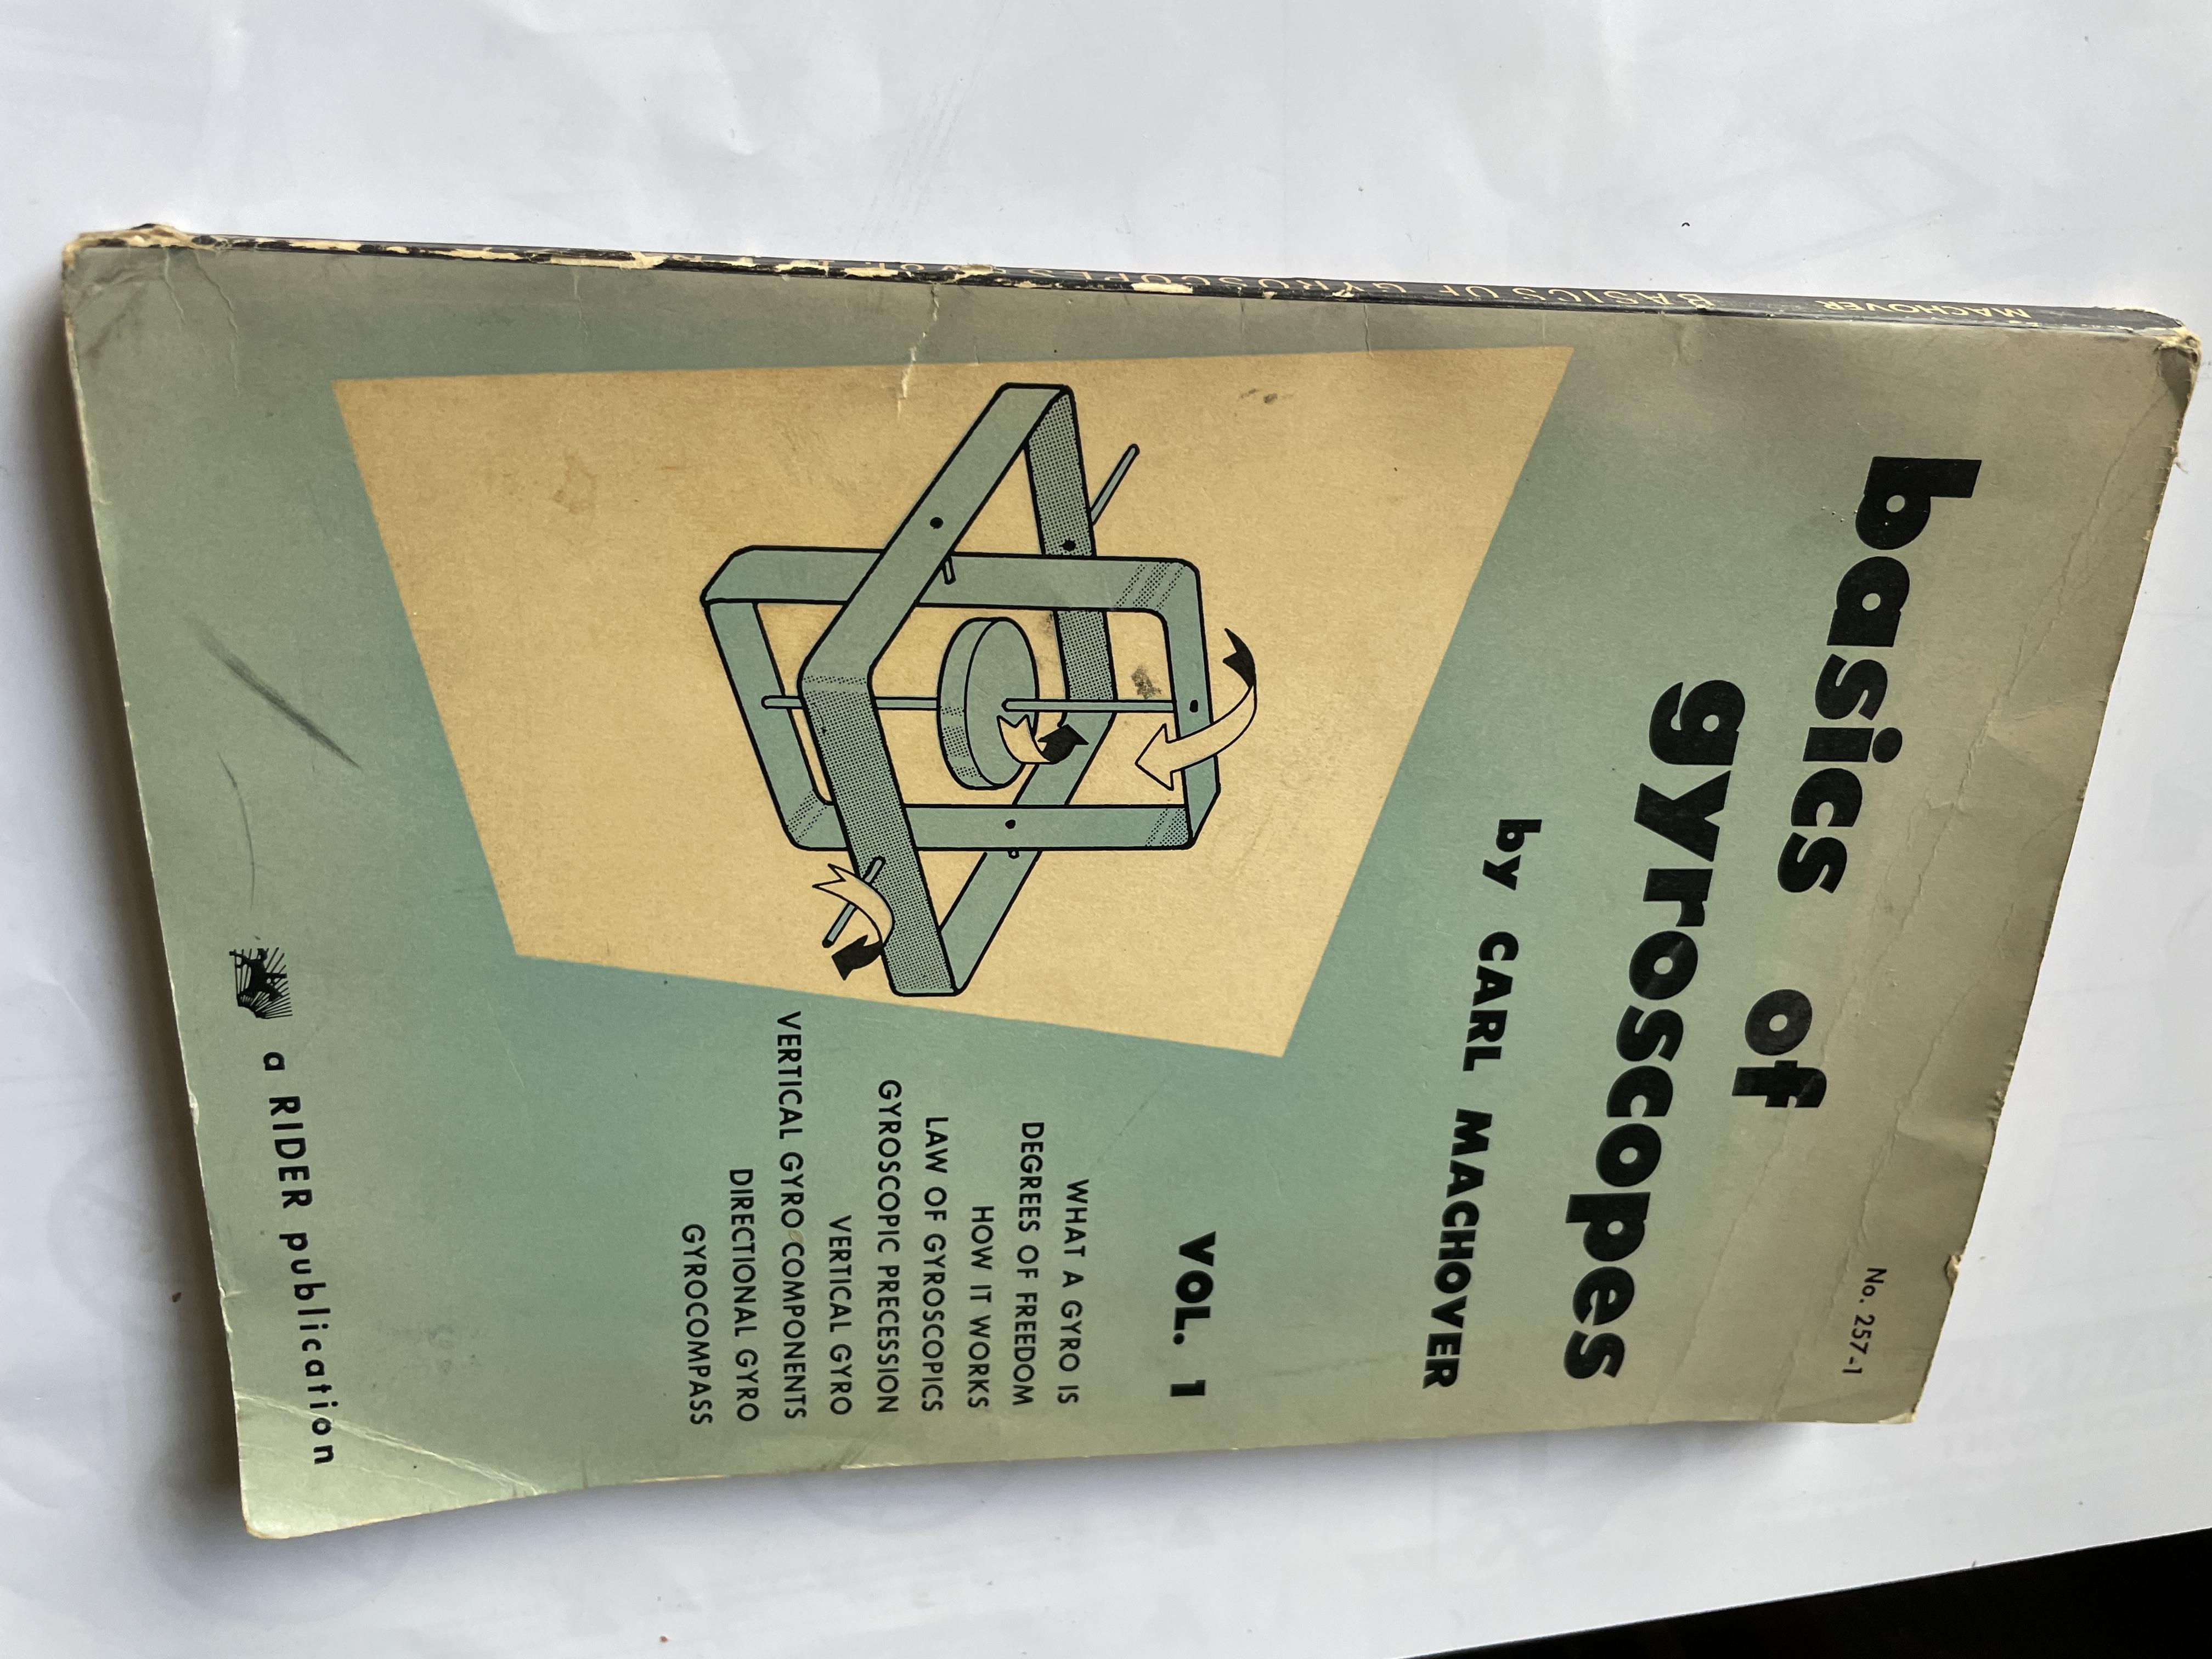 No. 257-1
basics of
gyroscopes
by CARL MACHOVER
VOL. 1
WHAT A GYRO IS
DEGREES OF FREEDOM
HOW IT WORKS
LAW OF GYROSCOPICS
GYROSCOPIC PRECESSION
VERTICAL GYRO
VERTICAL GYRO COMPONENTS
DIRECTIONAL GYRO
GYROCOMPASS
a RIDER publication
MACHOVER BASICS OF GYROSCOPES